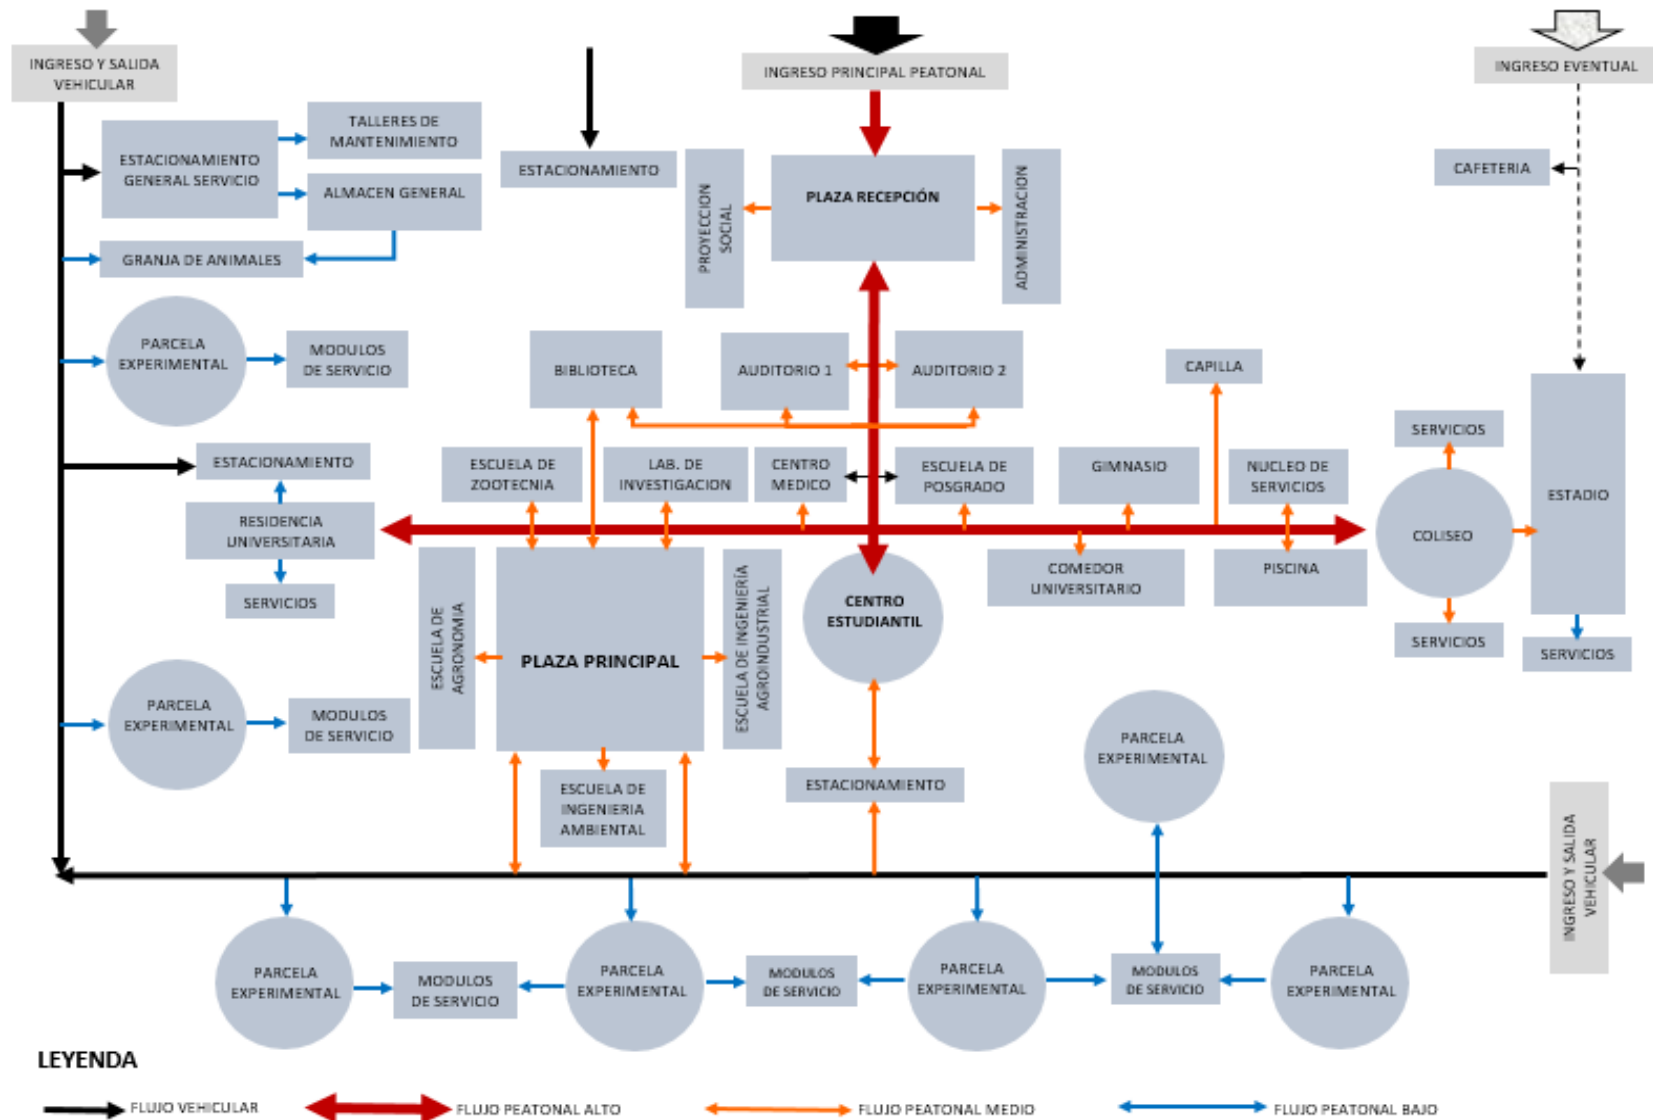 INGRESO Y SALIDA
VEHICULAR
INGRESO PRINCIPAL PEATONAL
INGRESO EVENTUAL
TALLERES DE
MANTENIMIENTO
ESTACIONAMIENTO
GENERAL SERVICIO
ALMACEN GENERAL
GRANJA DE ANIMALES
ESTACIONAMIENTO
PROYECCION
SOCIAL
PLAZA RECEPCIÓN
ADMINISTRACION
CAFETERIA
PARCELA
EXPERIMENTAL
MODULOS
DE SERVICIO
BIBLIOTECA
AUDITORIO 1
AUDITORIO 2
CAPILLA
ESTACIONAMIENTO
ESCUELA DE
ZOOTECNIA
LAB. DE
INVESTIGACION
CENTRO
MEDICO
ESCUELA DE
POSGRADO
GIMNASIO
NUCLEO DE
SERVICIOS
SERVICIOS
ESTADIO
RESIDENCIA
UNIVERSITARIA
COLISEO
SERVICIOS
COMEDOR
UNIVERSITARIO
PISCINA
SERVICIOS
SERVICIOS
ESCUELA DE
AGRONOMIA
PLAZA PRINCIPAL
ESCUELA DE INGENIERÍA
AGROINDUSTRIAL
CENTRO
ESTUDIANTIL
PARCELA
EXPERIMENTAL
MODULOS
DE SERVICIO
ESCUELA DE
INGENIERIA
AMBIENTAL
ESTACIONAMIENTO
PARCELA
EXPERIMENTAL
INGRESO Y SALIDA
VEHICULAR
PARCELA
EXPERIMENTAL
MODULOS
DE SERVICIO
PARCELA
EXPERIMENTAL
MODULOS
DE SERVICIO
PARCELA
EXPERIMENTAL
MODULOS
DE SERVICIO
PARCELA
EXPERIMENTAL
LEYENDA
FLUJO VEHICULAR
FLUJO PEATONAL ALTO
FLUJO PEATONAL MEDIO
FLUJO PEATONAL BAJO